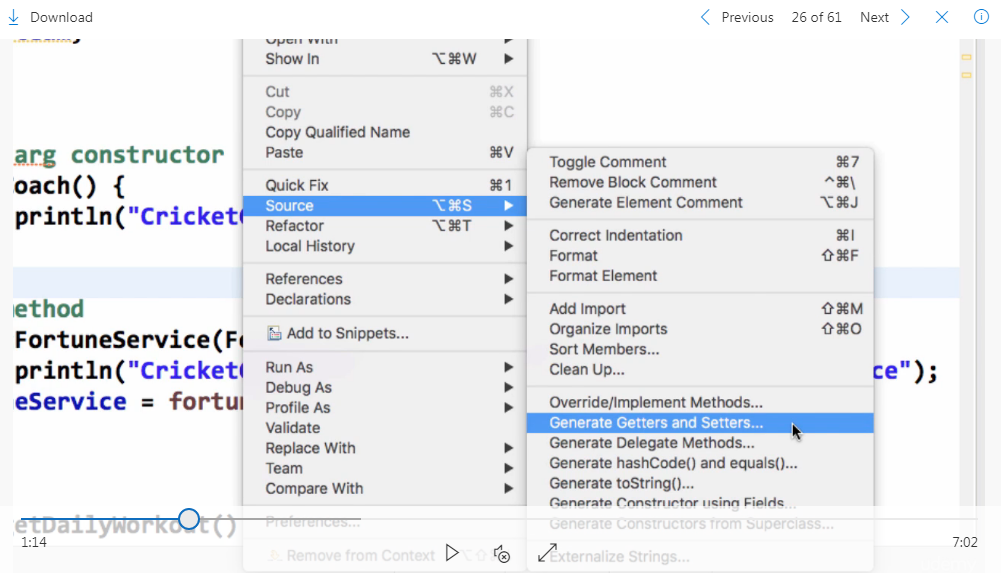 Download
Previous 26 of 61 Next
Open With
Show In ⌥⌘W
Cut ⌘X
Copy ⌘C
Copy Qualified Name
Paste ⌘V
Quick Fix ⌘1
Source ⌥⌘S
Refactor ⌥⌘T
Local History
References
Declarations
Add to Snippets...
Run As
Debug As
Profile As
Validate
Replace With
Team
Compare With
Preferences...
Remove from Context
Toggle Comment ⌘7
Remove Block Comment ^⌘\
Generate Element Comment ⌥⌘J
Correct Indentation ⌘I
Format ⇧⌘F
Format Element
Add Import ⇧⌘M
Organize Imports ⇧⌘O
Sort Members...
Clean Up...
Override/Implement Methods...
Generate Getters and Setters...
Generate Delegate Methods...
Generate hashCode() and equals()...
Generate toString()...
Generate Constructor using Fields...
Generate Constructors from Superclass...
Externalize Strings...
arg constructor
oach() {
println("Cricket
ethod
FortuneService(F
println("Cricket ce");
eService = fortu
etDailyWorkout()
1:14 7:02